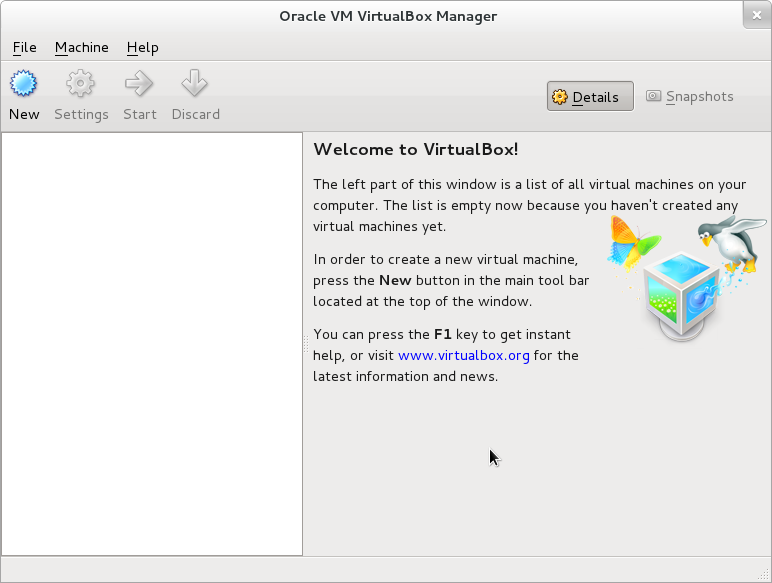 Oracle VM VirtualBox Manager
File Machine Help
New Settings Start Discard
Details Snapshots
Welcome to VirtualBox!
The left part of this window is a list of all virtual machines on your
computer. The list is empty now because you haven't created any
virtual machines yet.
In order to create a new virtual machine,
press the New button in the main tool bar
located at the top of the window.
You can press the F1 key to get instant
help, or visit www.virtualbox.org for the
latest information and news.